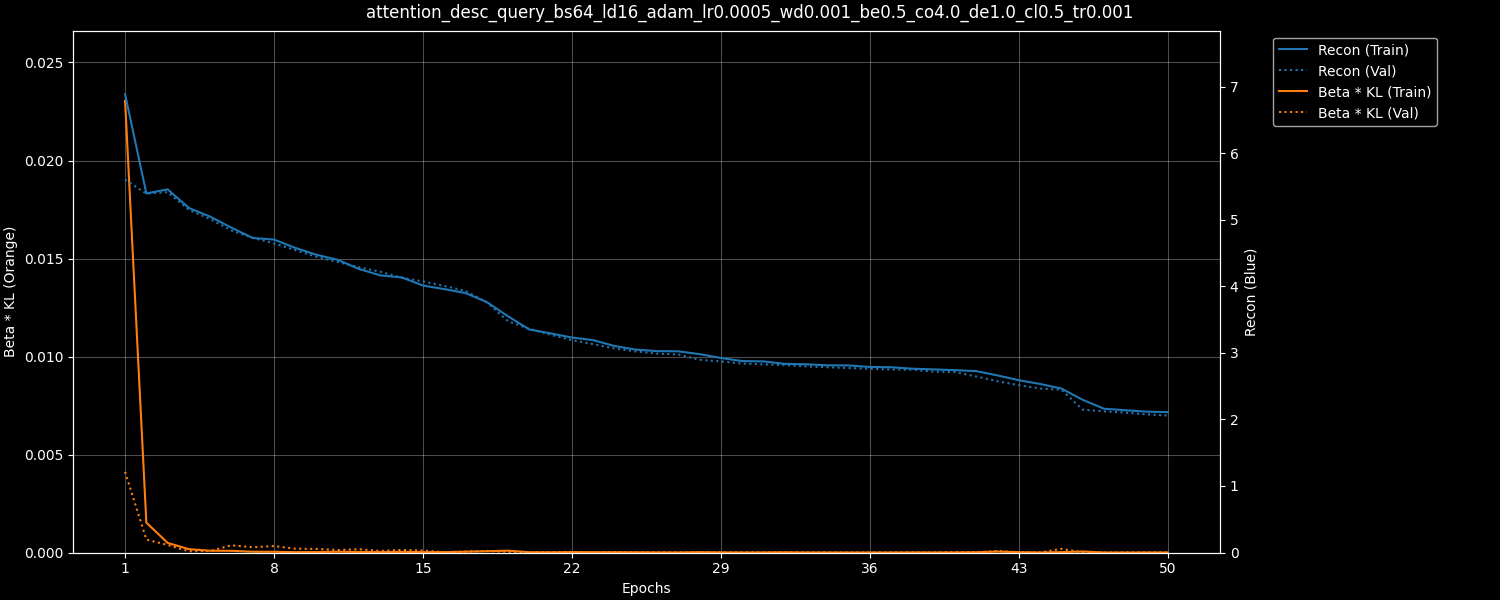 attention_desc_query_bs64_ld16_adam_lr0.0005_wd0.001_be0.5_co4.0_de1.0_cl0.5_tr0.001
Beta * KL (Orange)
0.025
0.020
0.015
0.010
0.005
0.000
1 8 15 22 29 36 43 50
Epochs
7
6
5
4
3
2
1
0
Recon (Blue)
Recon (Train)
Recon (Val)
Beta * KL (Train)
Beta * KL (Val)